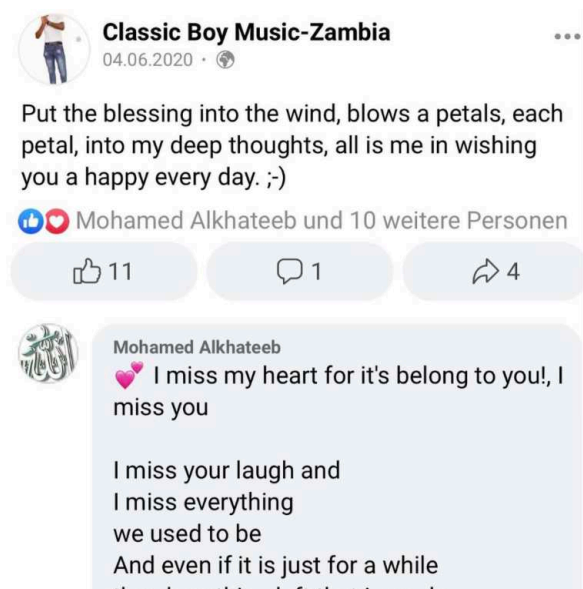 Classic Boy Music-Zambia
04.06.2020 ·
Put the blessing into the wind, blows a petals, each
petal, into my deep thoughts, all is me in wishing
you a happy every day. ;-)
Mohamed Alkhateeb und 10 weitere Personen
11
1
4
Mohamed Alkhateeb
💕 I miss my heart for it's belong to you!, I
miss you
I miss your laugh and
I miss everything
we used to be
And even if it is just for a while